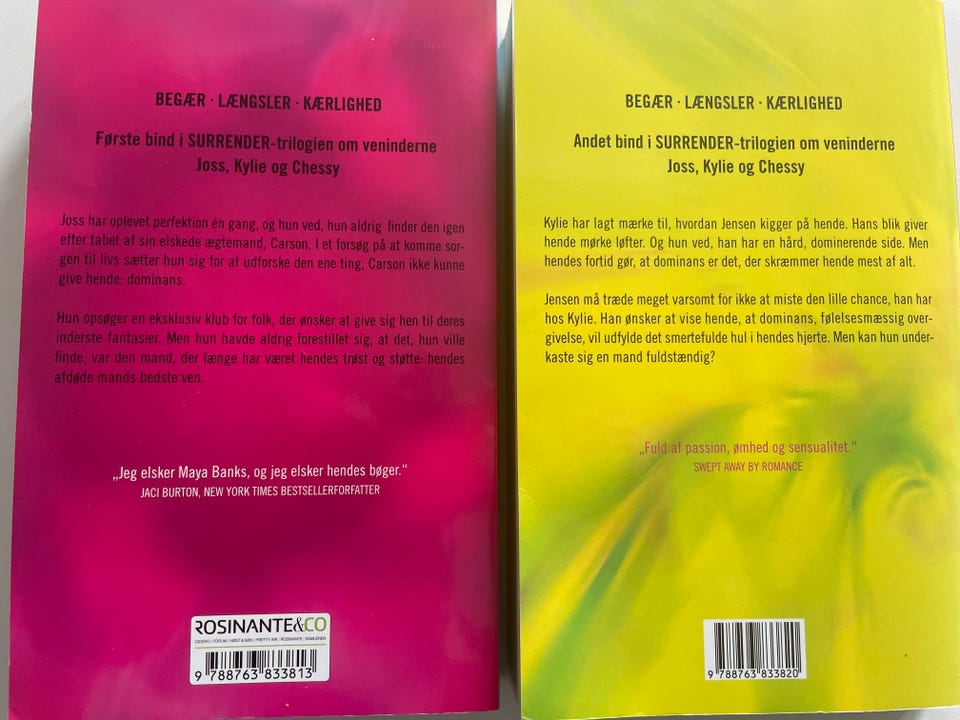 BEGÆR · LÆNGSLER · KÆRLIGHED
Første bind i SURRENDER-trilogien om veninderne
Joss, Kylie og Chessy
Joss har oplevet perfektion én gang, og hun ved, hun aldrig finder den igen
efter tabet af sin elskede ægtemand, Carson. I et forsøg på at komme sor-
gen til livs sætter hun sig for at udforske den ene ting, Carson ikke kunne
give hende: dominans.
Hun opsøger en eksklusiv klub for folk, der ønsker at give sig hen til deres
inderste fantasier. Men hun havde aldrig forestillet sig, at det, hun ville
finde, var den mand, der længe har været hendes trøst og støtte: hendes
afdøde mands bedste ven.
„Jeg elsker Maya Banks, og jeg elsker hendes bøger.“
JACI BURTON, NEW YORK TIMES BESTSELLERFORFATTER
ROSINANTE&CO
CICERO | FORUM | HØST & SØN | PRETTY INK | ROSINANTE | SAMLEREN
9 788763 833813
BEGÆR · LÆNGSLER · KÆRLIGHED
Andet bind i SURRENDER-trilogien om veninderne
Joss, Kylie og Chessy
Kylie har lagt mærke til, hvordan Jensen kigger på hende. Hans blik giver
hende mørke løfter. Og hun ved, han har en hård, dominerende side. Men
hendes fortid gør, at dominans er det, der skræmmer hende mest af alt.
Jensen må træde meget varsomt for ikke at miste den lille chance, han har
hos Kylie. Han ønsker at vise hende, at dominans, følelsesmæssig over-
givelse, vil udfylde det smertefulde hul i hendes hjerte. Men kan hun under-
kaste sig en mand fuldstændig?
„Fuld af passion, ømhed og sensualitet.“
SWEPT AWAY BY ROMANCE
9 788763 833820